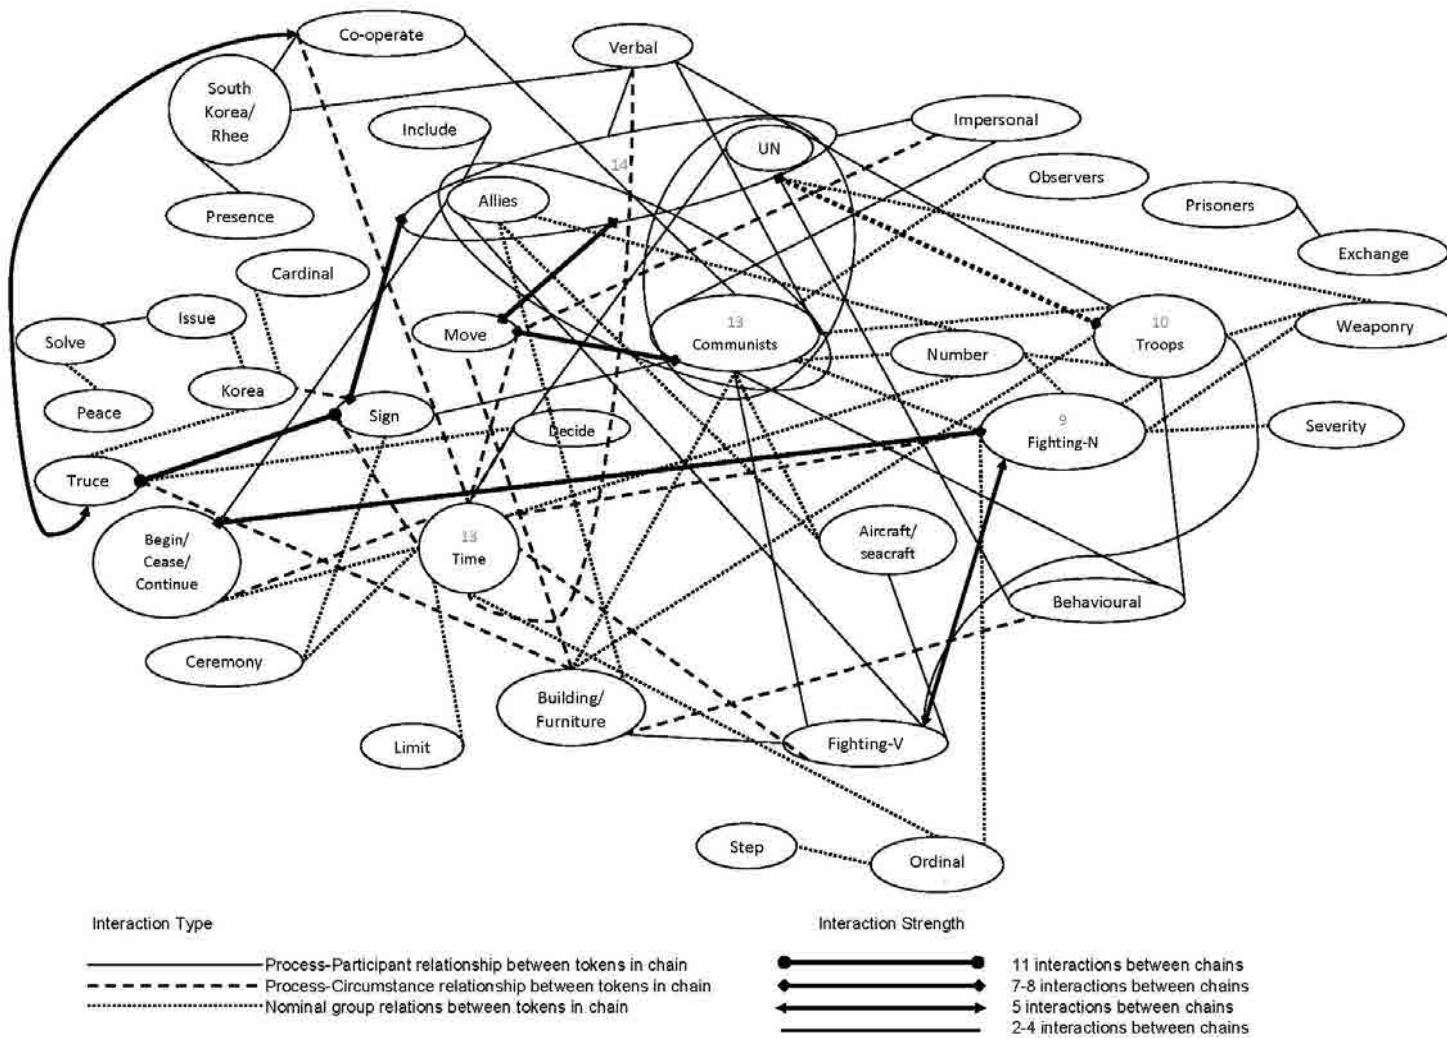 Co-operate
Verbal
South
Korea/
Rhee
Include
UN
Impersonal
14
Observers
Allies
Prisoners
Presence
Exchange
Cardinal
Issue
Solve
Move
13
Communists
10
Troops
Weaponry
Number
Korea
Peace
Sign
Decide
9
Fighting-N
Severity
Truce
Begin/
Cease/
Continue
13
Time
Aircraft/
seacraft
Behavioural
Ceremony
Building/
Furniture
Limit
Fighting-V
Step
Ordinal
Interaction Type
Interaction Strength
Process-Participant relationship between tokens in chain
Process-Circumstance relationship between tokens in chain
Nominal group relations between tokens in chain
11 interactions between chains
7-8 interactions between chains
5 interactions between chains
2-4 interactions between chains